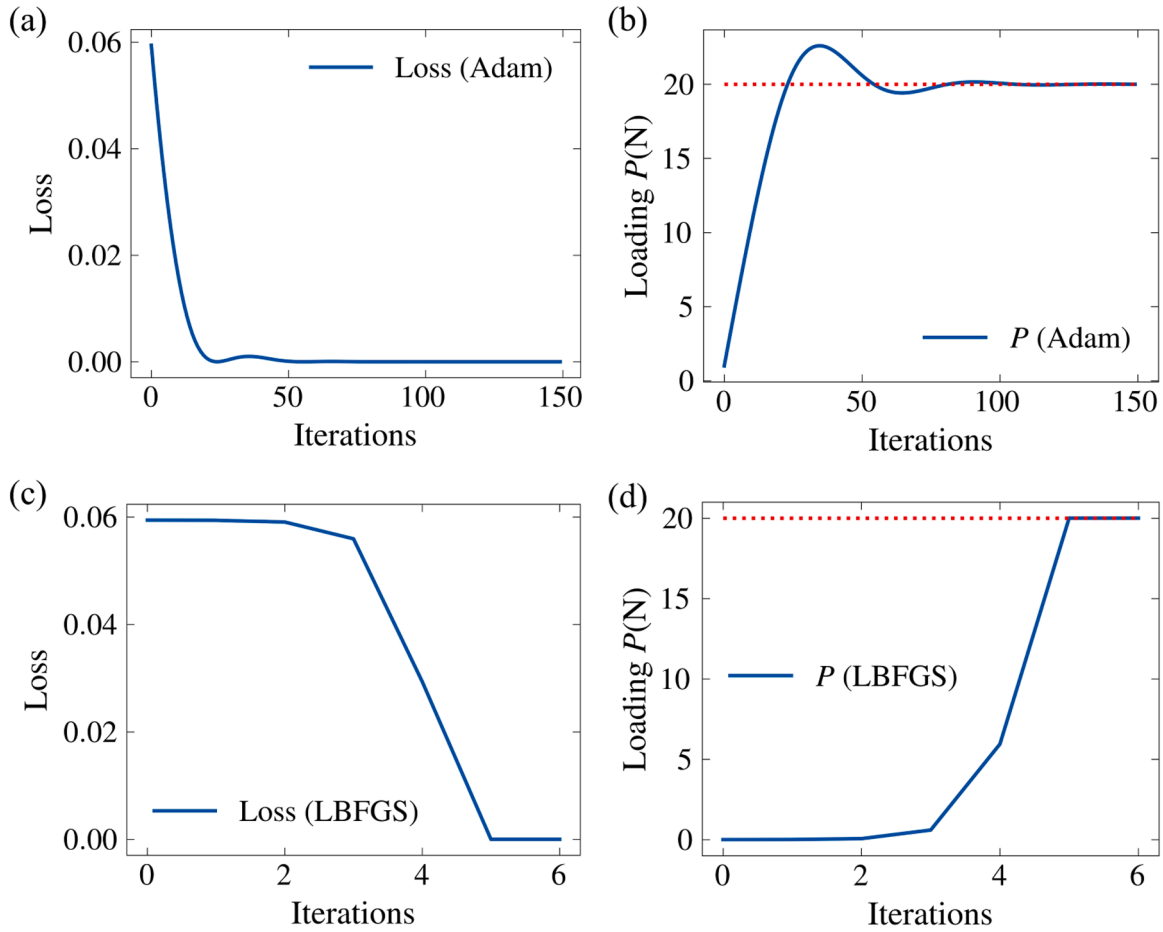 (a)
0.06
0.04
0.02
0.00
Loss
Loss (Adam)
0 50 100 150
Iterations
(b)
20
15
10
5
0
Loading P(N)
P (Adam)
0 50 100 150
Iterations
(c)
0.06
0.04
0.02
0.00
Loss
Loss (LBFGS)
0 2 4 6
Iterations
(d)
20
15
10
5
0
Loading P(N)
P (LBFGS)
0 2 4 6
Iterations